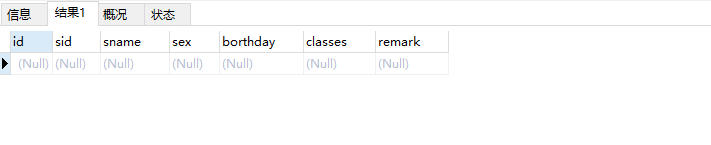 信息 结果1 概况 状态
id sid sname sex borthday classes remark
(Null) (Null) (Null) (Null) (Null) (Null) (Null)